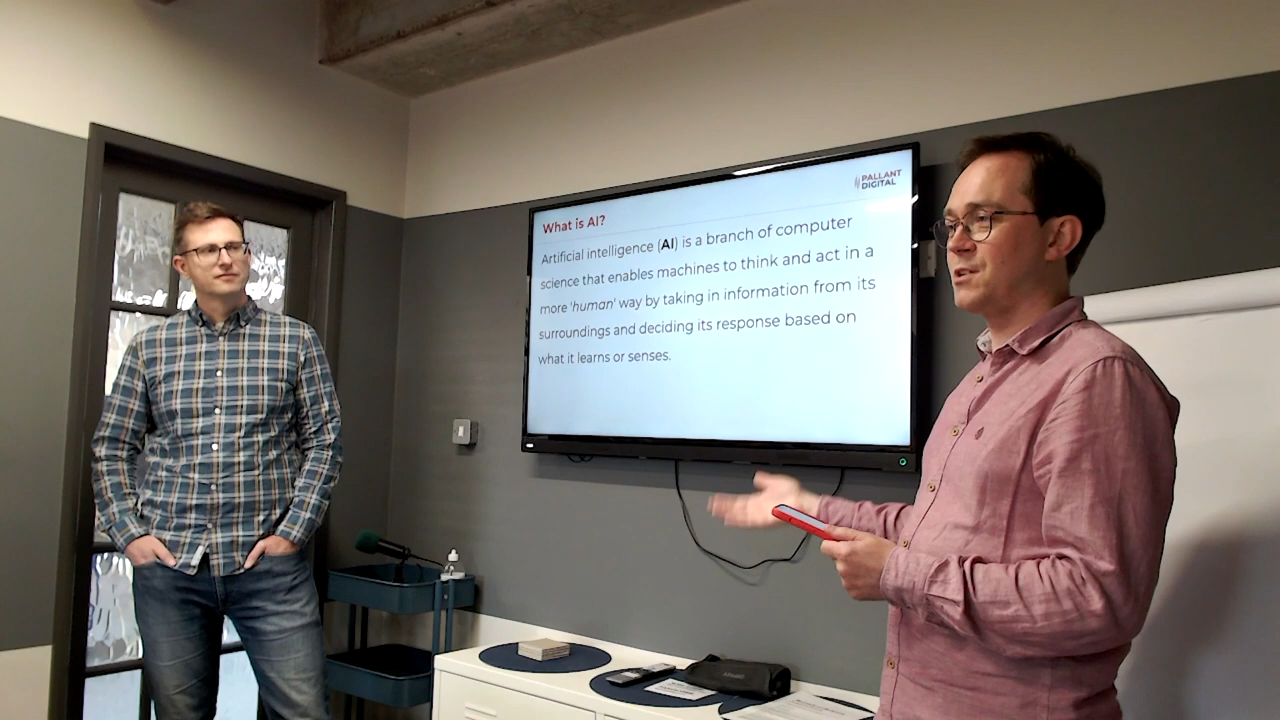 PALLANT
DIGITAL
What is AI?
Artificial intelligence (AI) is a branch of computer
science that enables machines to think and act in a
more 'human' way by taking in information from its
surroundings and deciding its response based on
what it learns or senses.